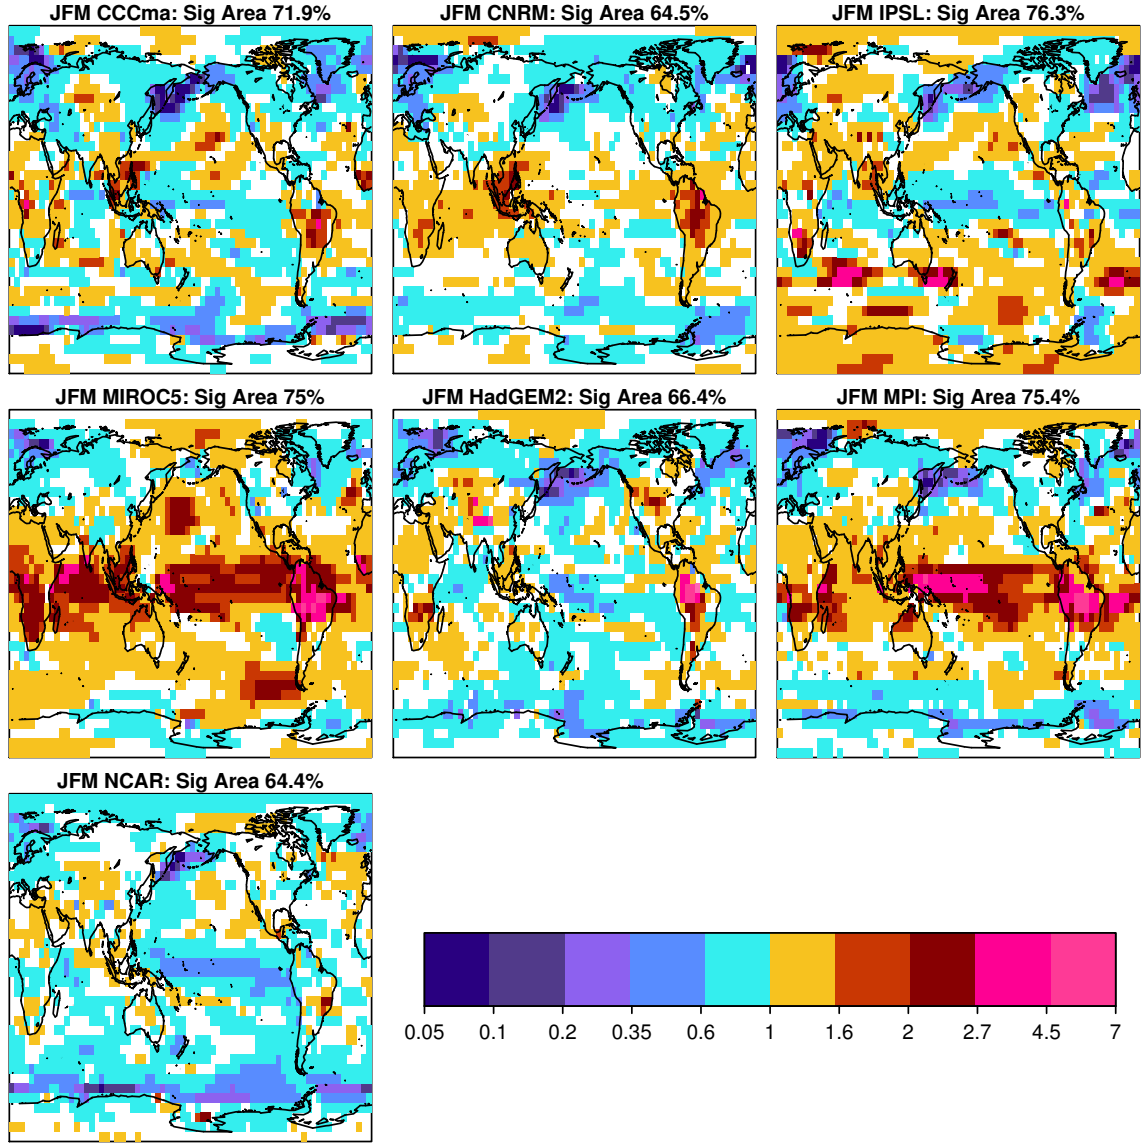 JFM CCCma: Sig Area 71.9%
JFM CNRM: Sig Area 64.5%
JFM IPSL: Sig Area 76.3%
JFM MIROC5: Sig Area 75%
JFM HadGEM2: Sig Area 66.4%
JFM MPI: Sig Area 75.4%
JFM NCAR: Sig Area 64.4%
0.05 0.1 0.2 0.35 0.6 1 1.6 2 2.7 4.5 7